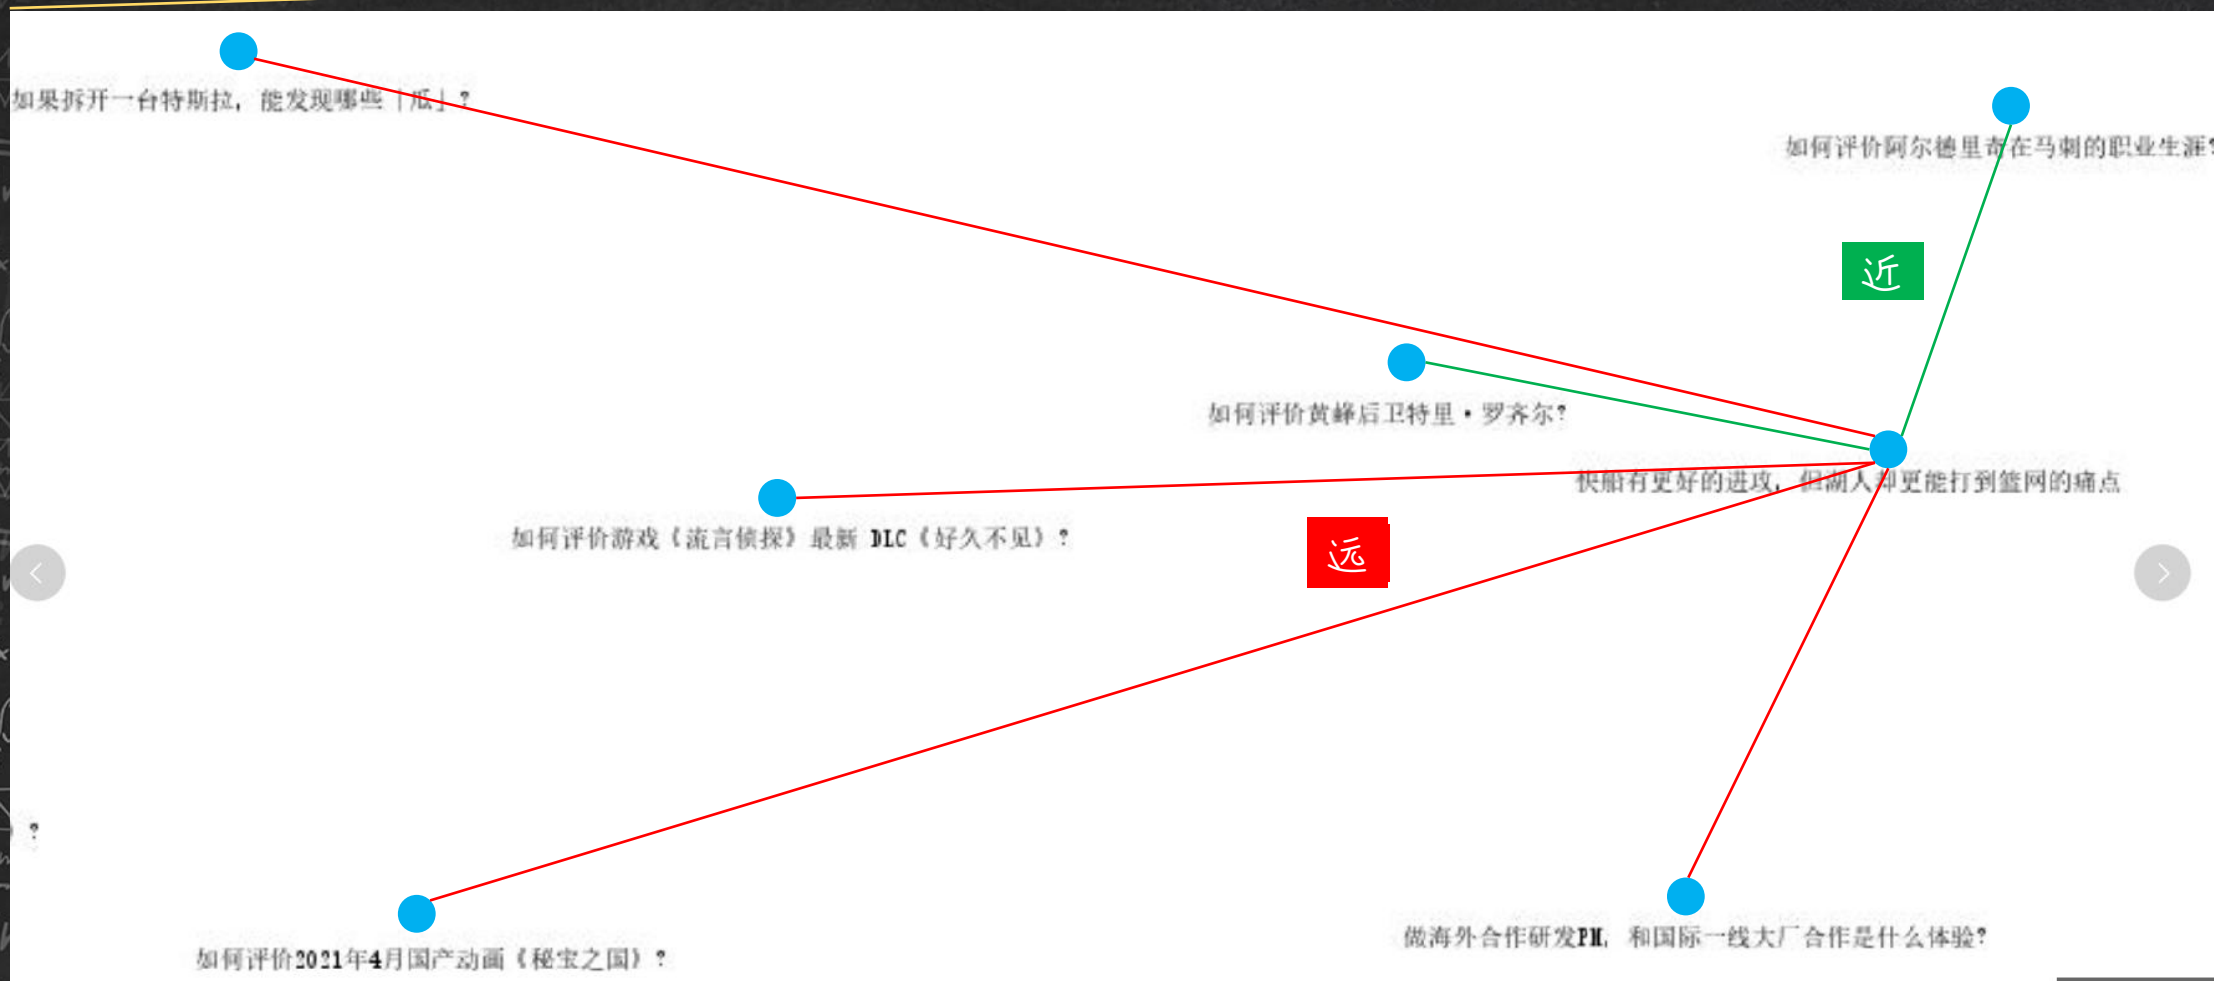 如果拆开一台特斯拉，能发现哪些「瓜」？
如何评价阿尔德里奇在马刺的职业生涯？
近
如何评价黄蜂后卫特里·罗齐尔？
快船有更好的进攻，但湖人却更能打到篮网的痛点
如何评价游戏《流言侦探》最新 DLC《好久不见》？
远
？
做海外合作研发PM，和国际一线大厂合作是什么体验？
如何评价2021年4月国产动画《秘宝之国》？